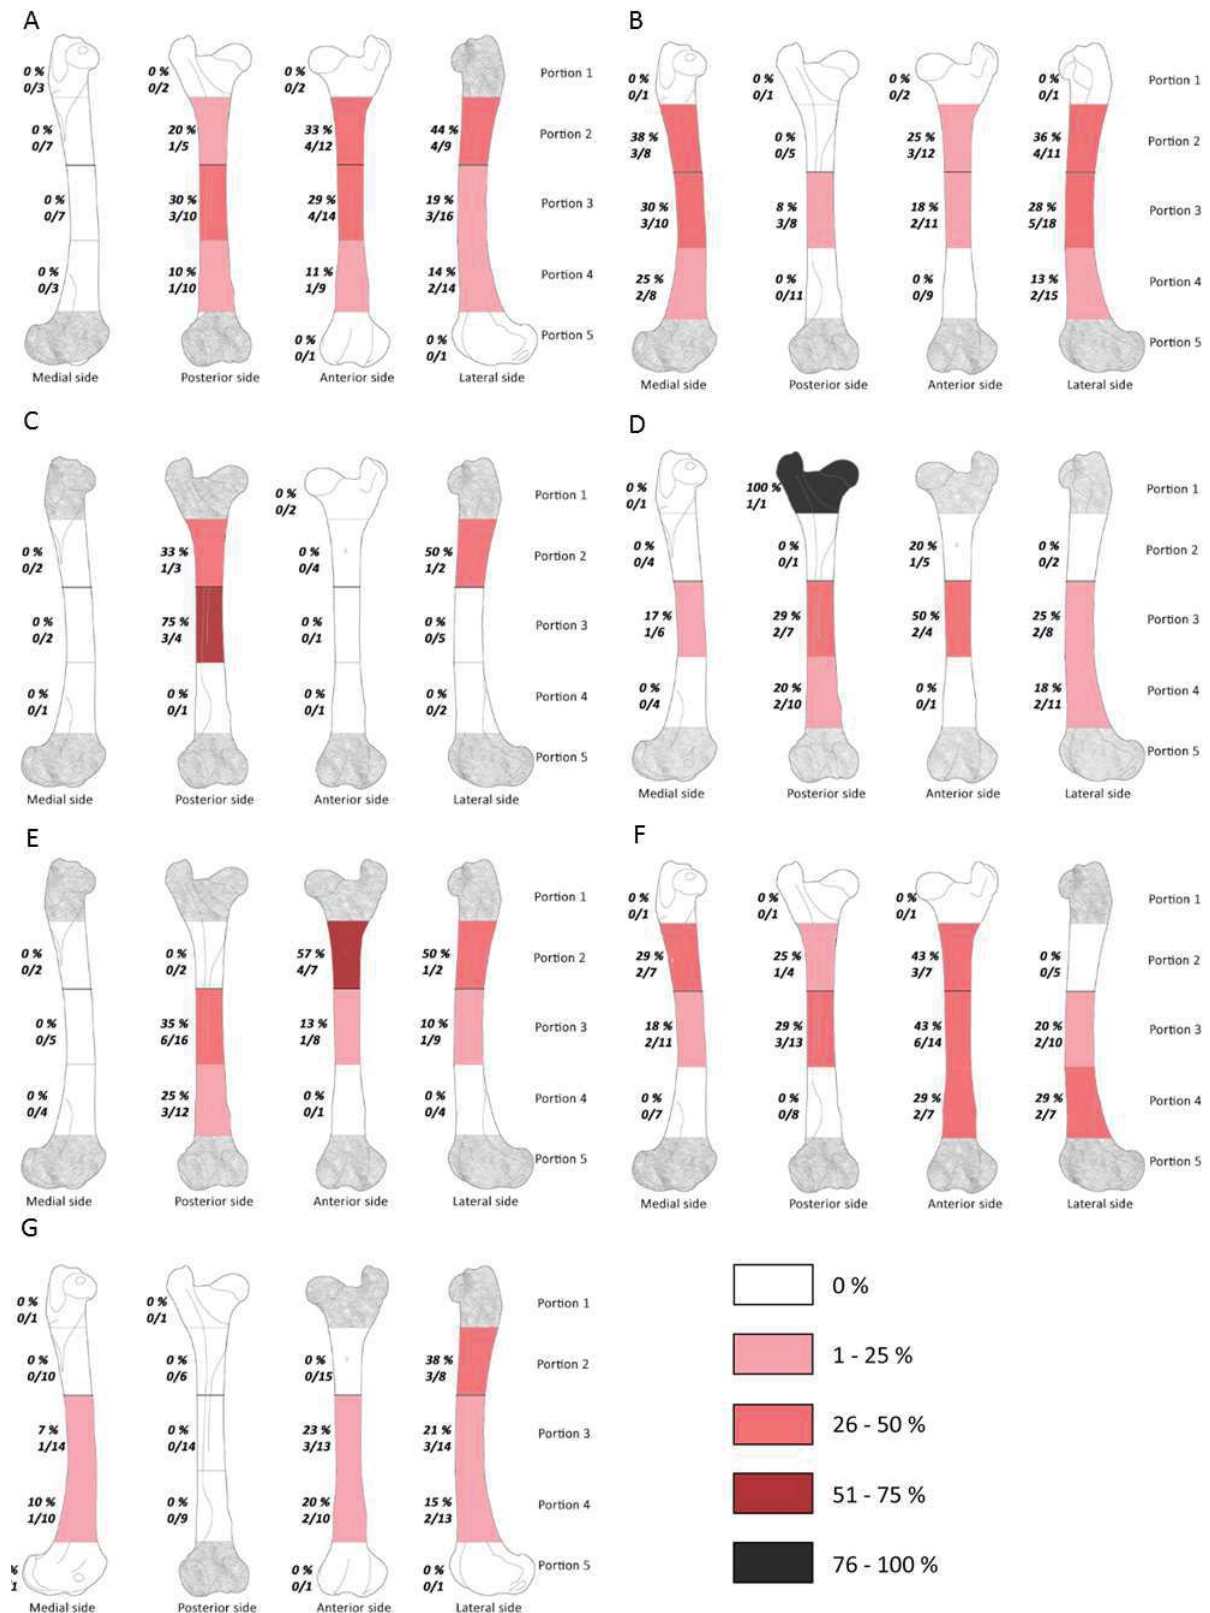 A
0 %
0/3
0 %
0/2
0 %
0/2
Portion 1
0 %
0/7
20 %
1/5
33 %
4/12
44 %
4/9
Portion 2
0 %
0/7
30 %
3/10
29 %
4/14
19 %
3/16
Portion 3
0 %
0/3
10 %
1/10
11 %
1/9
14 %
2/14
Portion 4
0 %
0/1
0 %
0/1
Portion 5
Medial side
Posterior side
Anterior side
Lateral side
B
0 %
0/1
0 %
0/1
0 %
0/2
0 %
0/1
Portion 1
38 %
3/8
0 %
0/5
25 %
3/12
36 %
4/11
Portion 2
30 %
3/10
8 %
3/8
18 %
2/11
28 %
5/18
Portion 3
25 %
2/8
0 %
0/11
0 %
0/9
13 %
2/15
Portion 4
Portion 5
Medial side
Posterior side
Anterior side
Lateral side
C
0 %
0/2
Portion 1
0 %
0/2
33 %
1/3
0 %
0/4
50 %
1/2
Portion 2
0 %
0/2
75 %
3/4
0 %
0/1
0 %
0/5
Portion 3
0 %
0/1
0 %
0/1
0 %
0/1
0 %
0/2
Portion 4
Portion 5
Medial side
Posterior side
Anterior side
Lateral side
D
0 %
0/1
100 %
1/1
Portion 1
0 %
0/4
0 %
0/1
20 %
1/5
0 %
0/2
Portion 2
17 %
1/6
29 %
2/7
50 %
2/4
25 %
2/8
Portion 3
0 %
0/4
20 %
2/10
0 %
0/1
18 %
2/11
Portion 4
Portion 5
Medial side
Posterior side
Anterior side
Lateral side
E
Portion 1
0 %
0/2
0 %
0/2
57 %
4/7
50 %
1/2
Portion 2
0 %
0/5
35 %
6/16
13 %
1/8
10 %
1/9
Portion 3
0 %
0/4
25 %
3/12
0 %
0/1
0 %
0/4
Portion 4
Portion 5
Medial side
Posterior side
Anterior side
Lateral side
F
0 %
0/1
0 %
0/1
0 %
0/1
Portion 1
29 %
2/7
25 %
1/4
43 %
3/7
0 %
0/5
Portion 2
18 %
2/11
29 %
3/13
43 %
6/14
20 %
2/10
Portion 3
0 %
0/7
0 %
0/8
29 %
2/7
29 %
2/7
Portion 4
Portion 5
Medial side
Posterior side
Anterior side
Lateral side
G
0 %
0/1
0 %
0/1
Portion 1
0 %
0/10
0 %
0/6
0 %
0/15
38 %
3/8
Portion 2
7 %
1/14
0 %
0/14
23 %
3/13
21 %
3/14
Portion 3
10 %
1/10
0 %
0/9
20 %
2/10
15 %
2/13
Portion 4
%
1
0 %
0/1
0 %
0/1
Portion 5
Medial side
Posterior side
Anterior side
Lateral side
0 %
1 - 25 %
26 - 50 %
51 - 75 %
76 - 100 %